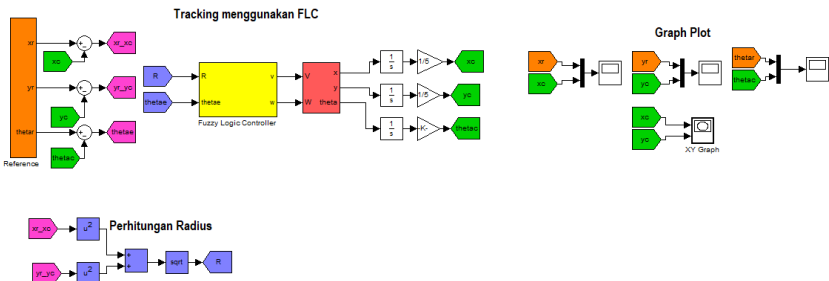 Tracking menggunakan FLC
Graph Plot
xr
xc
xr_xc
yr
yc
yr_yc
thetar
thetac
thetae
Reference
R
thetae
R
thetae
v
w
Fuzzy Logic Controller
V
W
x
y
theta
1
s
1/5
xc
1
s
1/5
yc
1
s
-K-
thetac
xr
xc
yr
yc
thetar
thetac
xc
yc
XY Graph
Perhitungan Radius
xr_xc
u²
yr_yc
u²
sqrt
R